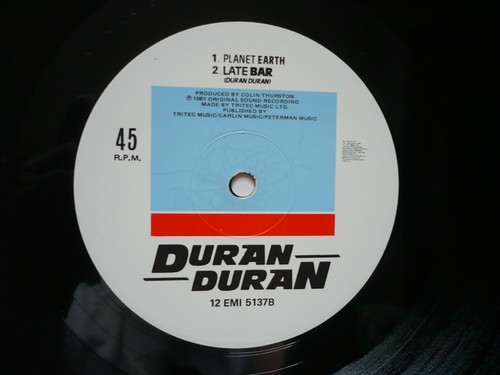 1. PLANET EARTH
2. LATE BAR
(DURAN DURAN)
PRODUCED BY COLIN THURSTON
℗ 1981 ORIGINAL SOUND RECORDING
MADE BY TRITEC MUSIC LTD.
PUBLISHED BY
TRITEC MUSIC/CARLIN MUSIC/PETERMAN MUSIC
45
R.P.M.
DURAN
DURAN
12 EMI 5137B